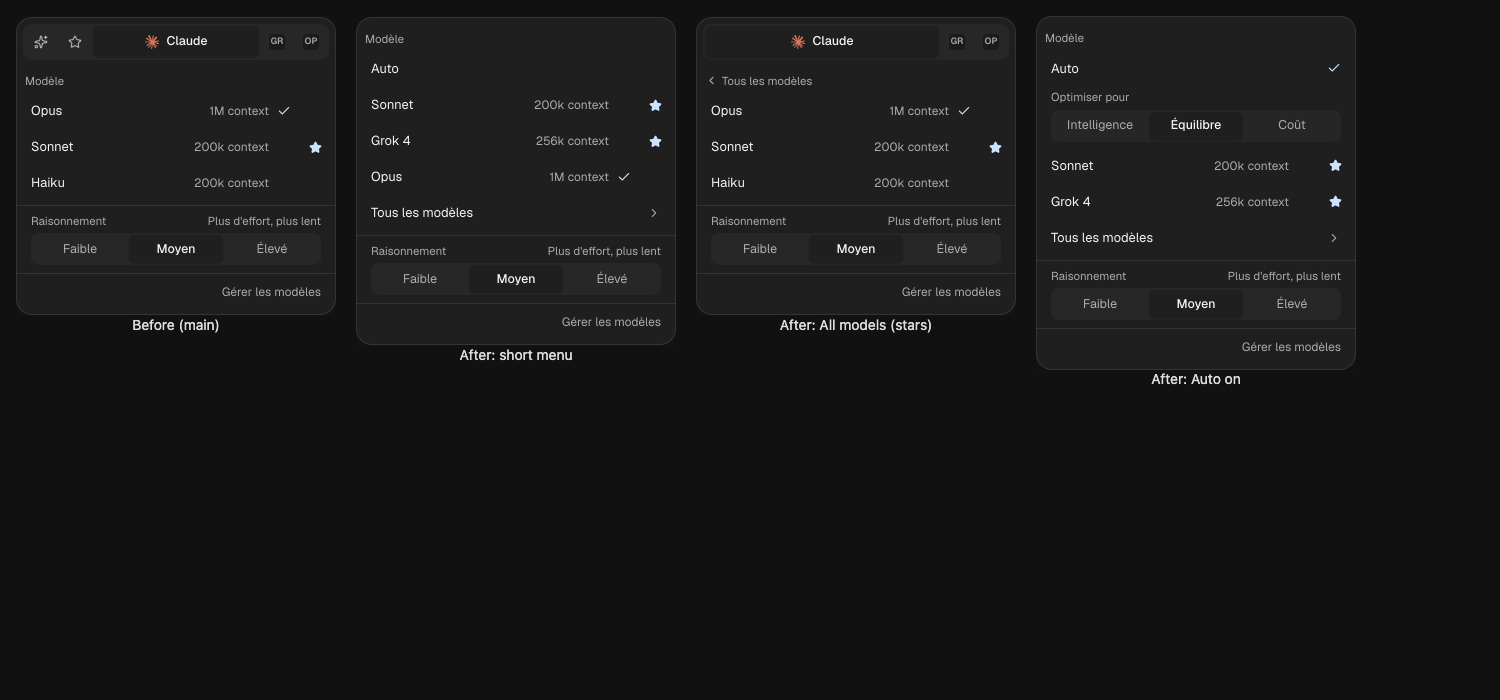 Claude GR OP
Modèle
Opus 1M context
Sonnet 200k context
Haiku 200k context
Raisonnement Plus d'effort, plus lent
Faible Moyen Élevé
Gérer les modèles
Before (main)
Modèle
Auto
Sonnet 200k context
Grok 4 256k context
Opus 1M context
Tous les modèles
Raisonnement Plus d'effort, plus lent
Faible Moyen Élevé
Gérer les modèles
After: short menu
Claude GR OP
Tous les modèles
Opus 1M context
Sonnet 200k context
Haiku 200k context
Raisonnement Plus d'effort, plus lent
Faible Moyen Élevé
Gérer les modèles
After: All models (stars)
Modèle
Auto
Optimiser pour
Intelligence Équilibre Coût
Sonnet 200k context
Grok 4 256k context
Tous les modèles
Raisonnement Plus d'effort, plus lent
Faible Moyen Élevé
Gérer les modèles
After: Auto on